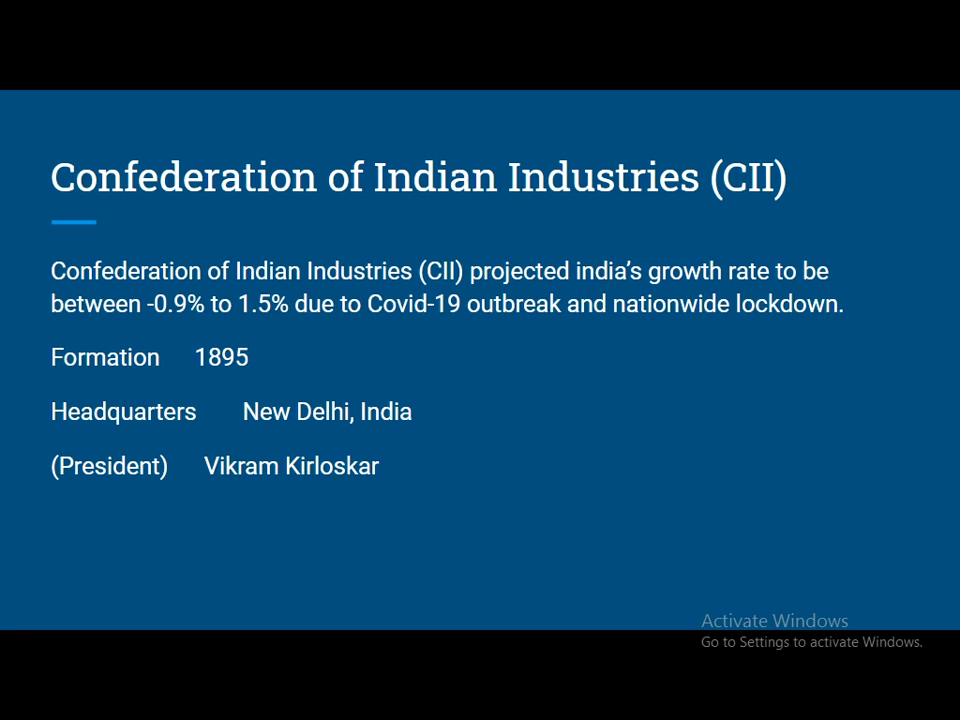 Confederation of Indian Industries (CII)
Confederation of Indian Industries (CII) projected india’s growth rate to be
between -0.9% to 1.5% due to Covid-19 outbreak and nationwide lockdown.
Formation 1895
Headquarters New Delhi, India
(President) Vikram Kirloskar
Activate Windows
Go to Settings to activate Windows.